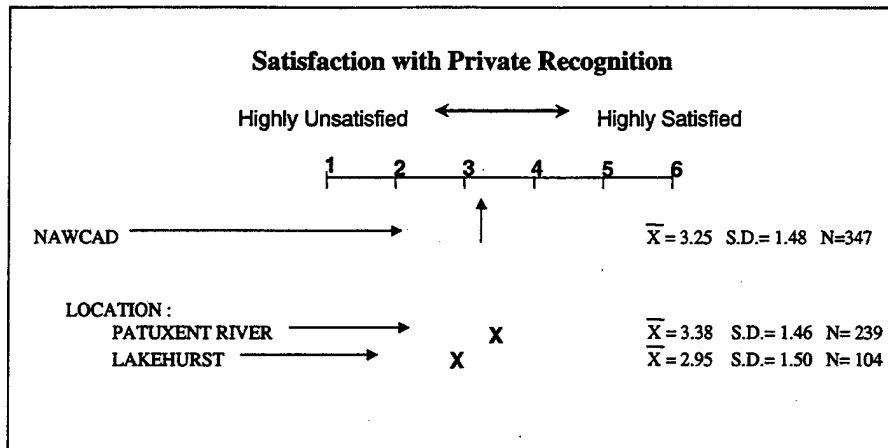 Satisfaction with Private Recognition
Highly Unsatisfied Highly Satisfied
1 2 3 4 5 6
NAWCAD X̅ = 3.25 S.D.= 1.48 N=347
LOCATION :
PATUXENT RIVER X X̅ = 3.38 S.D.= 1.46 N= 239
LAKEHURST X X̅ = 2.95 S.D.= 1.50 N= 104